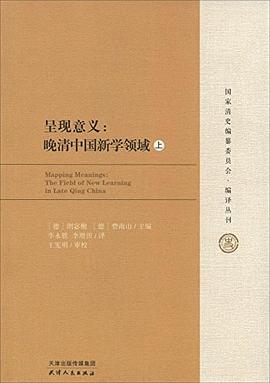 呈现意义:
晚清中国新学领域 上
Mapping Meanings:
The Field of New Learning
in Late Qing China
[德] 朗宓榭 [德] 费南山 / 主编
李永胜 李增田 / 译
王宪明 / 审校
国家清史编纂委员会·编译丛刊
天津出版传媒集团
天津人民出版社